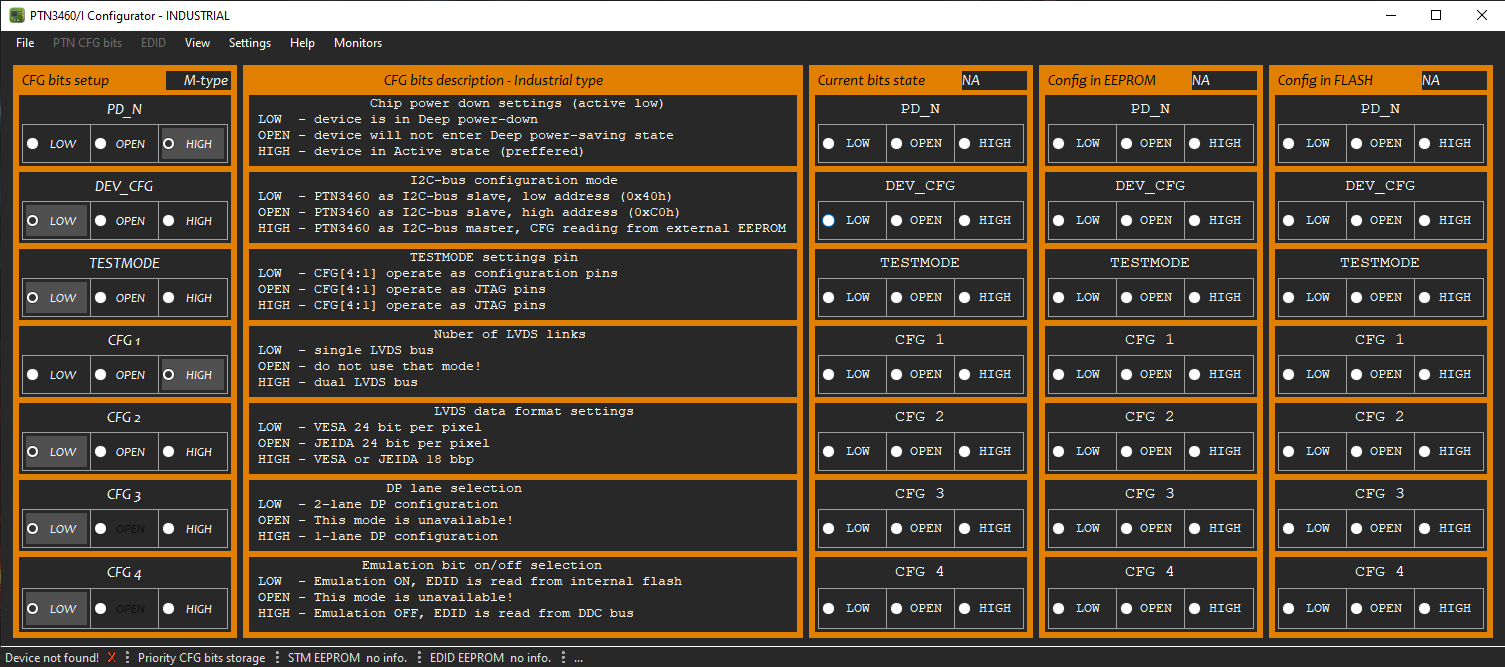 PTN3460/I Configurator - INDUSTRIAL
File PTN CFG bits EDID View Settings Help Monitors
CFG bits setup M-type
PD_N
LOW OPEN HIGH
DEV_CFG
LOW OPEN HIGH
TESTMODE
LOW OPEN HIGH
CFG 1
LOW OPEN HIGH
CFG 2
LOW OPEN HIGH
CFG 3
LOW OPEN HIGH
CFG 4
LOW OPEN HIGH
CFG bits description - Industrial type
Chip power down settings (active low)
LOW - device is in Deep power-down
OPEN - device will not enter Deep power-saving state
HIGH - device in Active state (preffered)
I2C-bus configuration mode
LOW - PTN3460 as I2C-bus slave, low address (0x40h)
OPEN - PTN3460 as I2C-bus slave, high address (0xC0h)
HIGH - PTN3460 as I2C-bus master, CFG reading from external EEPROM
TESTMODE settings pin
LOW - CFG[4:1] operate as configuration pins
OPEN - CFG[4:1] operate as JTAG pins
HIGH - CFG[4:1] operate as JTAG pins
Nuber of LVDS links
LOW - single LVDS bus
OPEN - do not use that mode!
HIGH - dual LVDS bus
LVDS data format settings
LOW - VESA 24 bit per pixel
OPEN - JEIDA 24 bit per pixel
HIGH - VESA or JEIDA 18 bbp
DP lane selection
LOW - 2-lane DP configuration
OPEN - This mode is unavailable!
HIGH - 1-lane DP configuration
Emulation bit on/off selection
LOW - Emulation ON, EDID is read from internal flash
OPEN - This mode is unavailable!
HIGH - Emulation OFF, EDID is read from DDC bus
Current bits state NA
PD_N
LOW OPEN HIGH
DEV_CFG
LOW OPEN HIGH
TESTMODE
LOW OPEN HIGH
CFG 1
LOW OPEN HIGH
CFG 2
LOW OPEN HIGH
CFG 3
LOW OPEN HIGH
CFG 4
LOW OPEN HIGH
Config in EEPROM NA
PD_N
LOW OPEN HIGH
DEV_CFG
LOW OPEN HIGH
TESTMODE
LOW OPEN HIGH
CFG 1
LOW OPEN HIGH
CFG 2
LOW OPEN HIGH
CFG 3
LOW OPEN HIGH
CFG 4
LOW OPEN HIGH
Config in FLASH NA
PD_N
LOW OPEN HIGH
DEV_CFG
LOW OPEN HIGH
TESTMODE
LOW OPEN HIGH
CFG 1
LOW OPEN HIGH
CFG 2
LOW OPEN HIGH
CFG 3
LOW OPEN HIGH
CFG 4
LOW OPEN HIGH
Device not found! X Priority CFG bits storage STM EEPROM no info. EDID EEPROM no info. ...